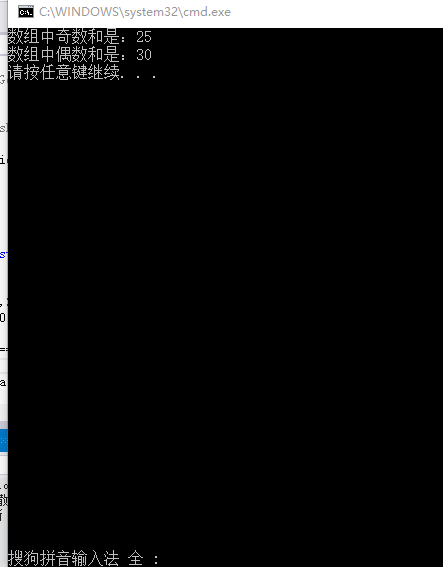 C:\WINDOWS\system32\cmd.exe
数组中奇数和是：25
数组中偶数和是：30
请按任意键继续. . .
搜狗拼音输入法 全 :